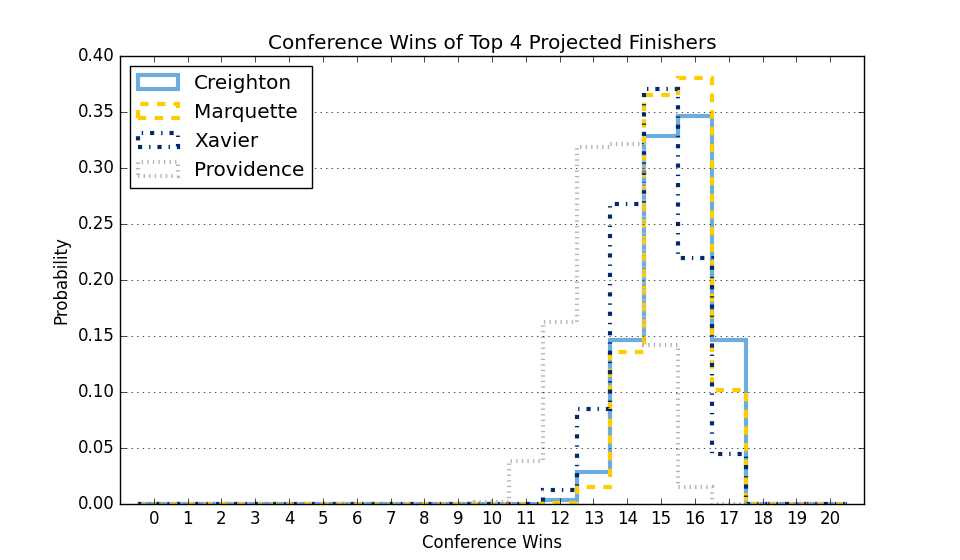 Conference Wins of Top 4 Projected Finishers
0.40
0.35
0.30
0.25
0.20
0.15
0.10
0.05
0.00
Probability
Creighton
Marquette
Xavier
Providence
0 1 2 3 4 5 6 7 8 9 10 11 12 13 14 15 16 17 18 19 20
Conference Wins